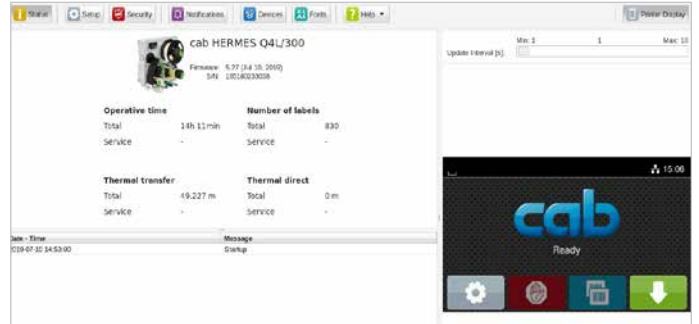 Status Setup Security Notifications Devices Fonts Help Printer Display
cab HERMES Q4L/300
Min: 1 1 Max: 10
Update Interval [s]:
Firmware: 5.27 (Jul 10, 2019)
S/N:
Operative time Number of labels
Total 14h 11min Total 830
Service - Service -
Thermal transfer Thermal direct
Total 49.227 m Total 0 m
Service - Service -
15:06
cab
Ready
Date - Time Message
2019-07-10 14:53:00 Startup